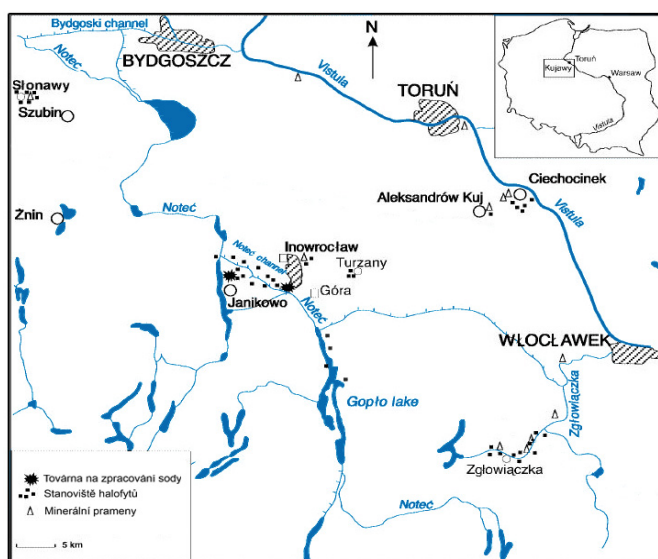 Bydgoski channel
BYDGOSZCZ
Noteć
Słonawy
Szubin
Vistula
N
TORUŃ
Kujawy
Toruń
Warsaw
Vistula
Żnin
Noteć
Aleksandrów Kuj
Ciechocinek
Vistula
Noteć channel
Inowrocław
Turzany
Janikowo
Góra
Noteć
WŁOCŁAWEK
Gopło lake
Zgłowiączka
Zgłowiączka
Noteć
Továrna na zpracování sody
Stanoviště halofytů
Minerální prameny
5 km